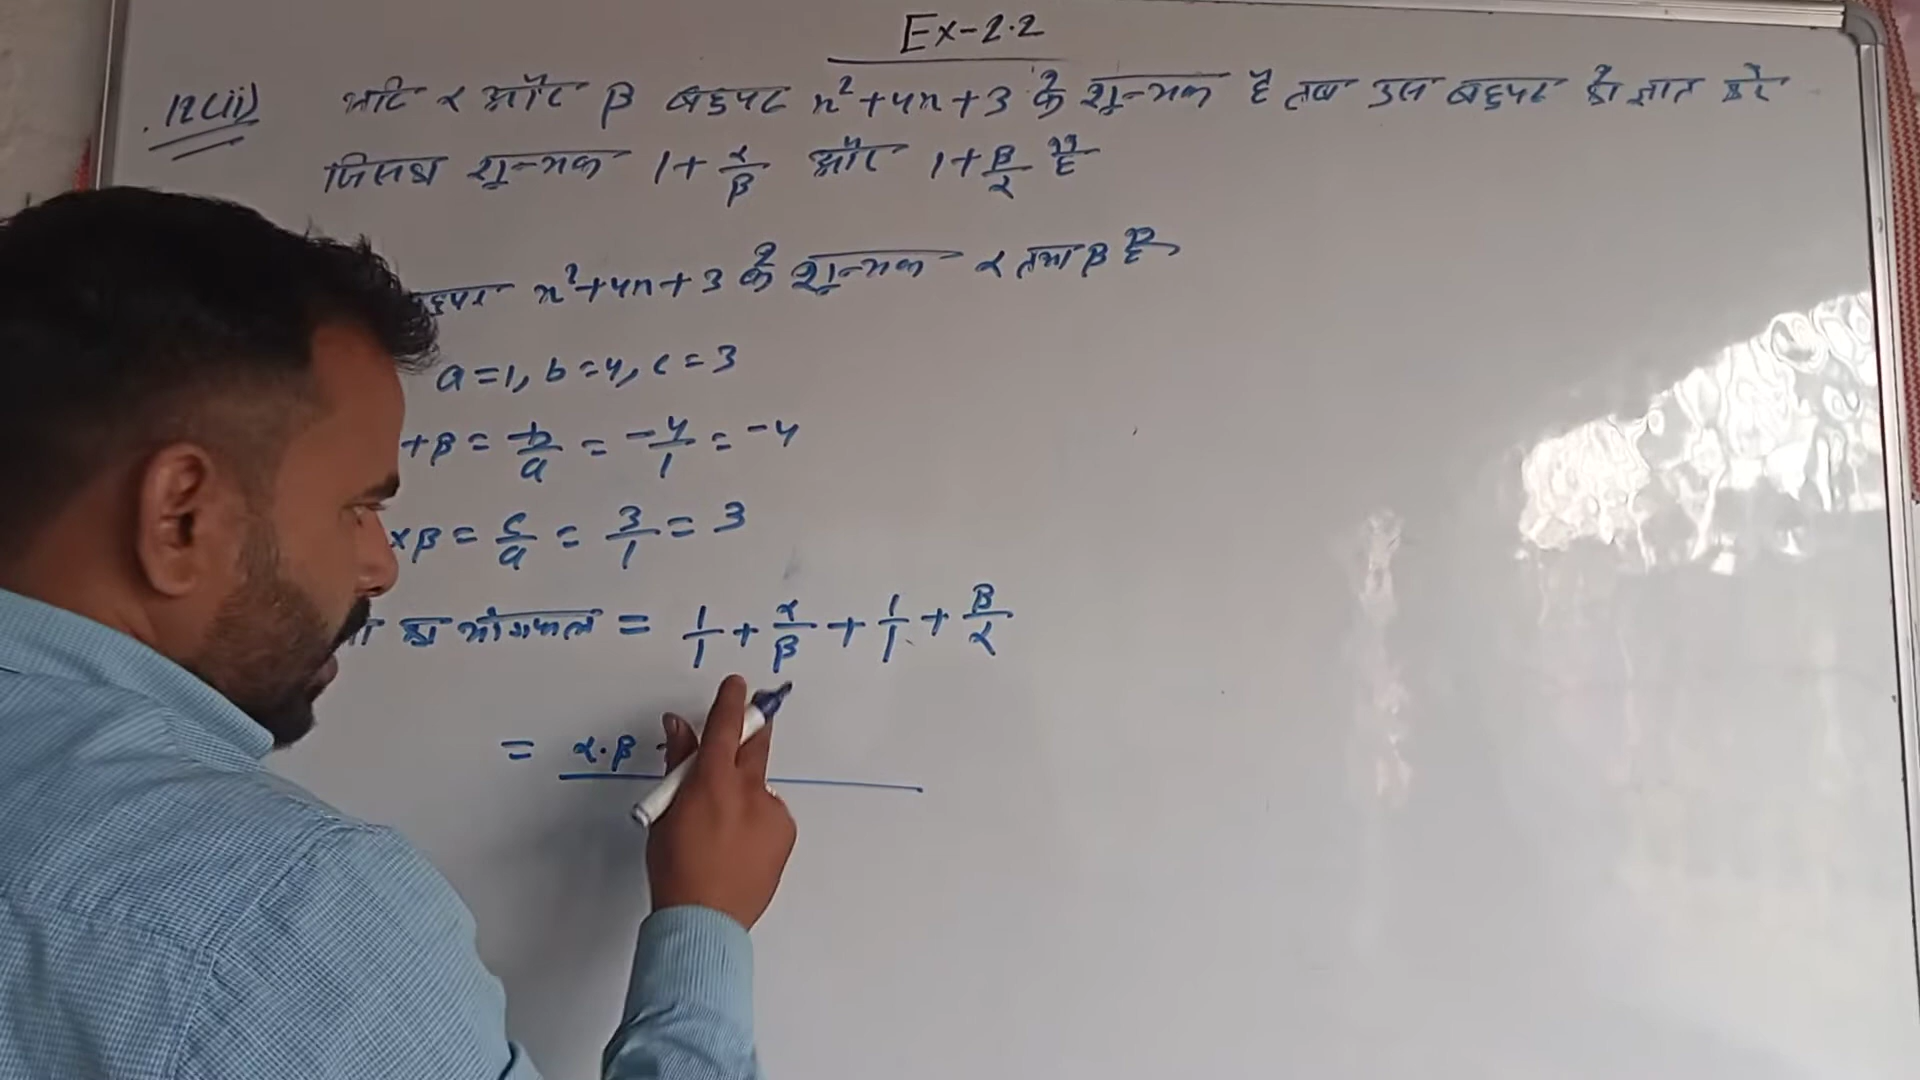 Ex-2.2
12(ii) यदि α और β बहुपद x²+4x+3 के शून्यक है तब उस बहुपद को ज्ञात करें
जिसका शून्यक 1+α/β और 1+β/α है
x²+4x+3 के शून्यक α तथा β है
a=1, b=4, c=3
+β = -b/a = -4/1 = -4
×β = c/a = 3/1 = 3
का योगफल = 1/1 + α/β + 1/1 + β/α
= α.β